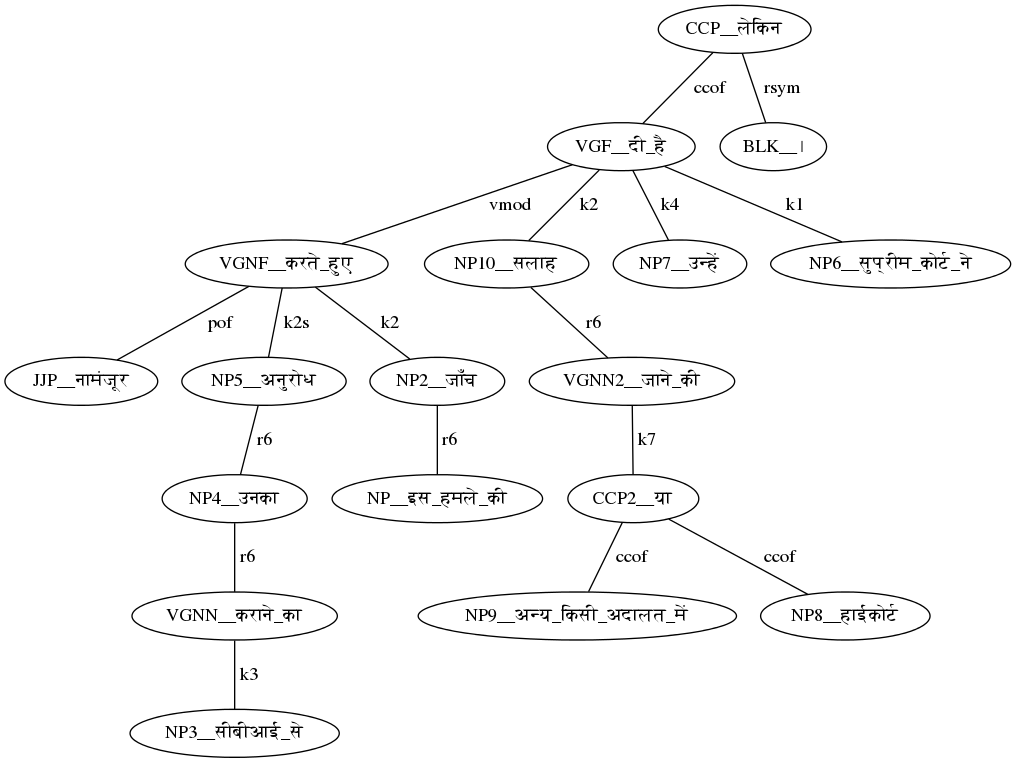 CCP__लेकिन
ccof rsym
VGF__दी_है BLK__।
vmod k2 k4 k1
VGNF__करते_हुए NP10__सलाह NP7__उन्हें NP6__सुप्रीम_कोर्ट_ने
pof k2s k2 r6
JJP__नामंजूर NP5__अनुरोध NP2__जाँच VGNN2__जाने_की
r6 r6 k7
NP4__उनका NP__इस_हमले_की CCP2__या
r6 ccof ccof
VGNN__कराने_का NP9__अन्य_किसी_अदालत_में NP8__हाईकोर्ट
k3
NP3__सीबीआई_से